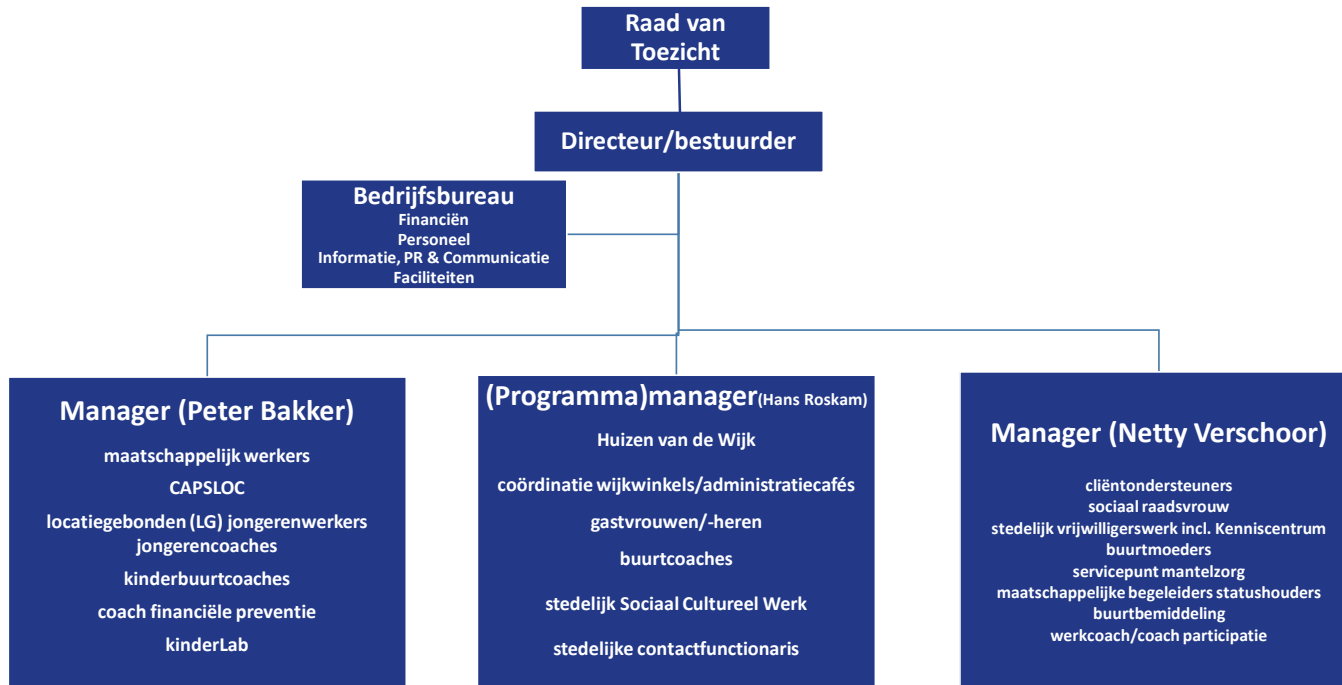 Raad van
Toezicht
Directeur/bestuurder
Bedrijfsbureau
Financiën
Personeel
Informatie, PR & Communicatie
Faciliteiten
Manager (Peter Bakker)
maatschappelijk werkers
CAPSLOC
locatiegebonden (LG) jongerenwerkers
jongerencoaches
kinderbuurtcoaches
coach financiële preventie
kinderLab
(Programma)manager(Hans Roskam)
Huizen van de Wijk
coördinatie wijkwinkels/administratiecafés
gastvrouwen/-heren
buurtcoaches
stedelijk Sociaal Cultureel Werk
stedelijke contactfunctionaris
Manager (Netty Verschoor)
cliëntondersteuners
sociaal raadsvrouw
stedelijk vrijwilligerswerk incl. Kenniscentrum
buurtmoeders
servicepunt mantelzorg
maatschappelijke begeleiders statushouders
buurtbemiddeling
werkcoach/coach participatie